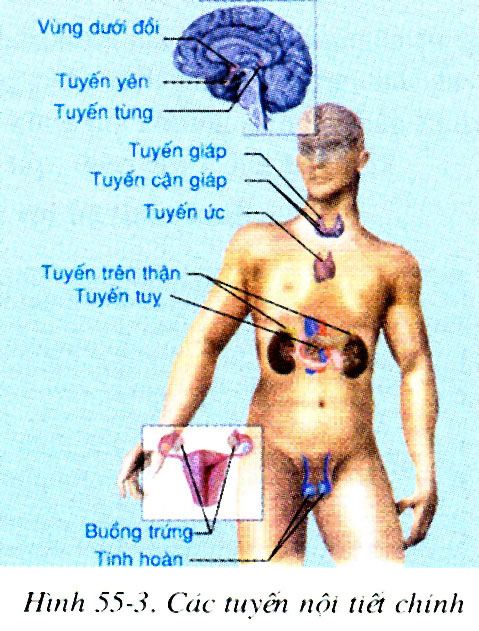 Vùng dưới đồi
Tuyến yên
Tuyến tùng
Tuyến giáp
Tuyến cận giáp
Tuyến ức
Tuyến trên thận
Tuyến tuỵ
Buồng trứng
Tinh hoàn
Hình 55-3. Các tuyến nội tiết chính